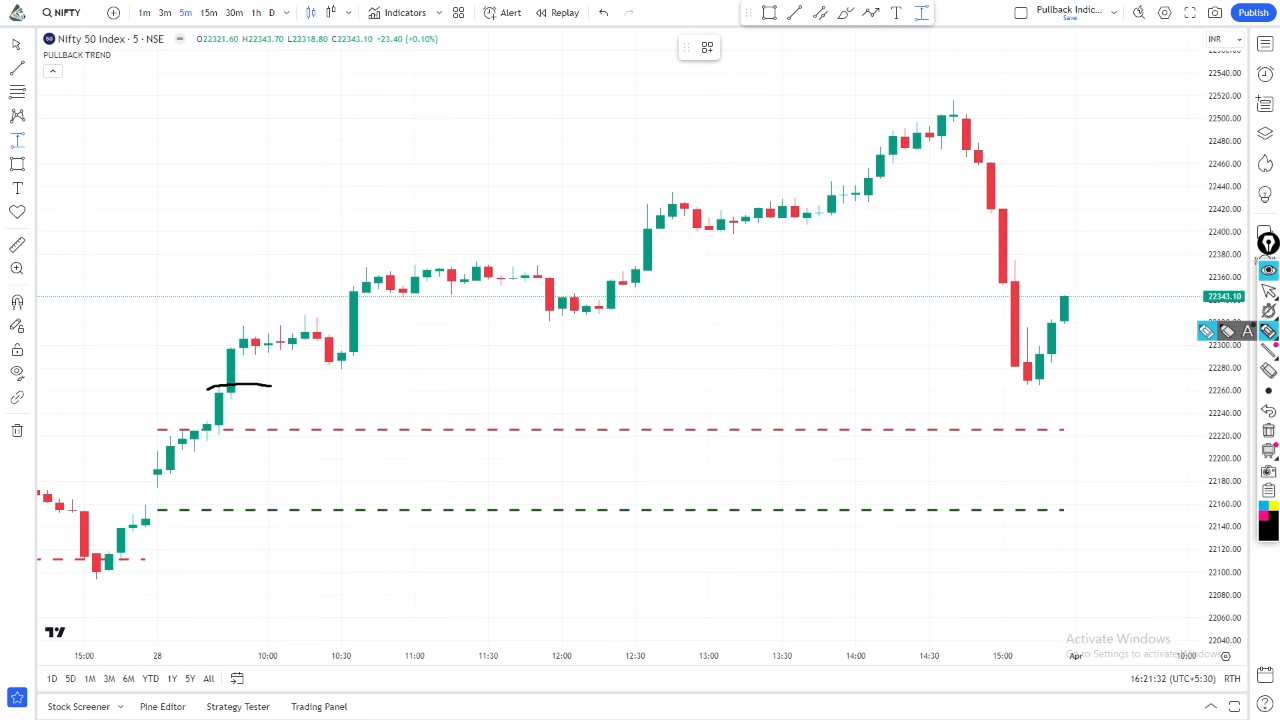 NIFTY
1m 3m 5m 15m 30m 1h D
Indicators
Alert
Replay
Pullback Indic...
Save
Publish
Nifty 50 Index · 5 · NSE
O22321.60 H22343.70 L22318.80 C22343.10 +23.40 (+0.10%)
INR
PULLBACK TREND
22540.00
22520.00
22500.00
22480.00
22460.00
22440.00
22420.00
22400.00
22380.00
22360.00
22343.10
22300.00
22280.00
22260.00
22240.00
22220.00
22200.00
22180.00
22160.00
22140.00
22120.00
22100.00
22080.00
22060.00
22040.00
A
Activate Windows
Go to Settings to activate Windows.
15:00 28 10:00 10:30 11:00 11:30 12:00 12:30 13:00 13:30 14:00 14:30 15:00 Apr 10:00
1D 5D 1M 3M 6M YTD 1Y 5Y All
16:21:32 (UTC+5:30) RTH
Stock Screener Pine Editor Strategy Tester Trading Panel